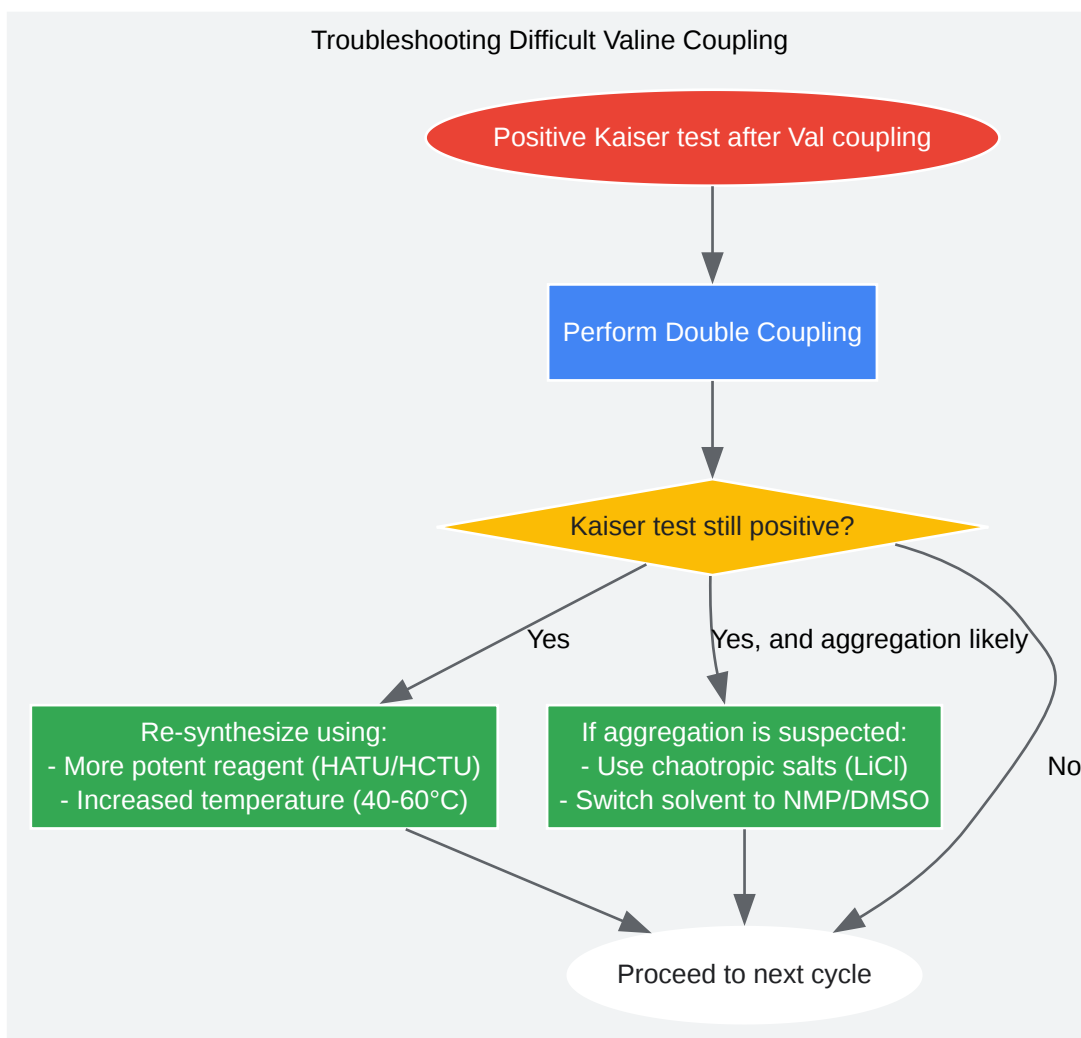 Troubleshooting Difficult Valine Coupling
Positive Kaiser test after Val coupling
Perform Double Coupling
Kaiser test still positive?
Yes
Yes, and aggregation likely
No
Re-synthesize using:
- More potent reagent (HATU/HCTU)
- Increased temperature (40-60°C)
If aggregation is suspected:
- Use chaotropic salts (LiCl)
- Switch solvent to NMP/DMSO
Proceed to next cycle